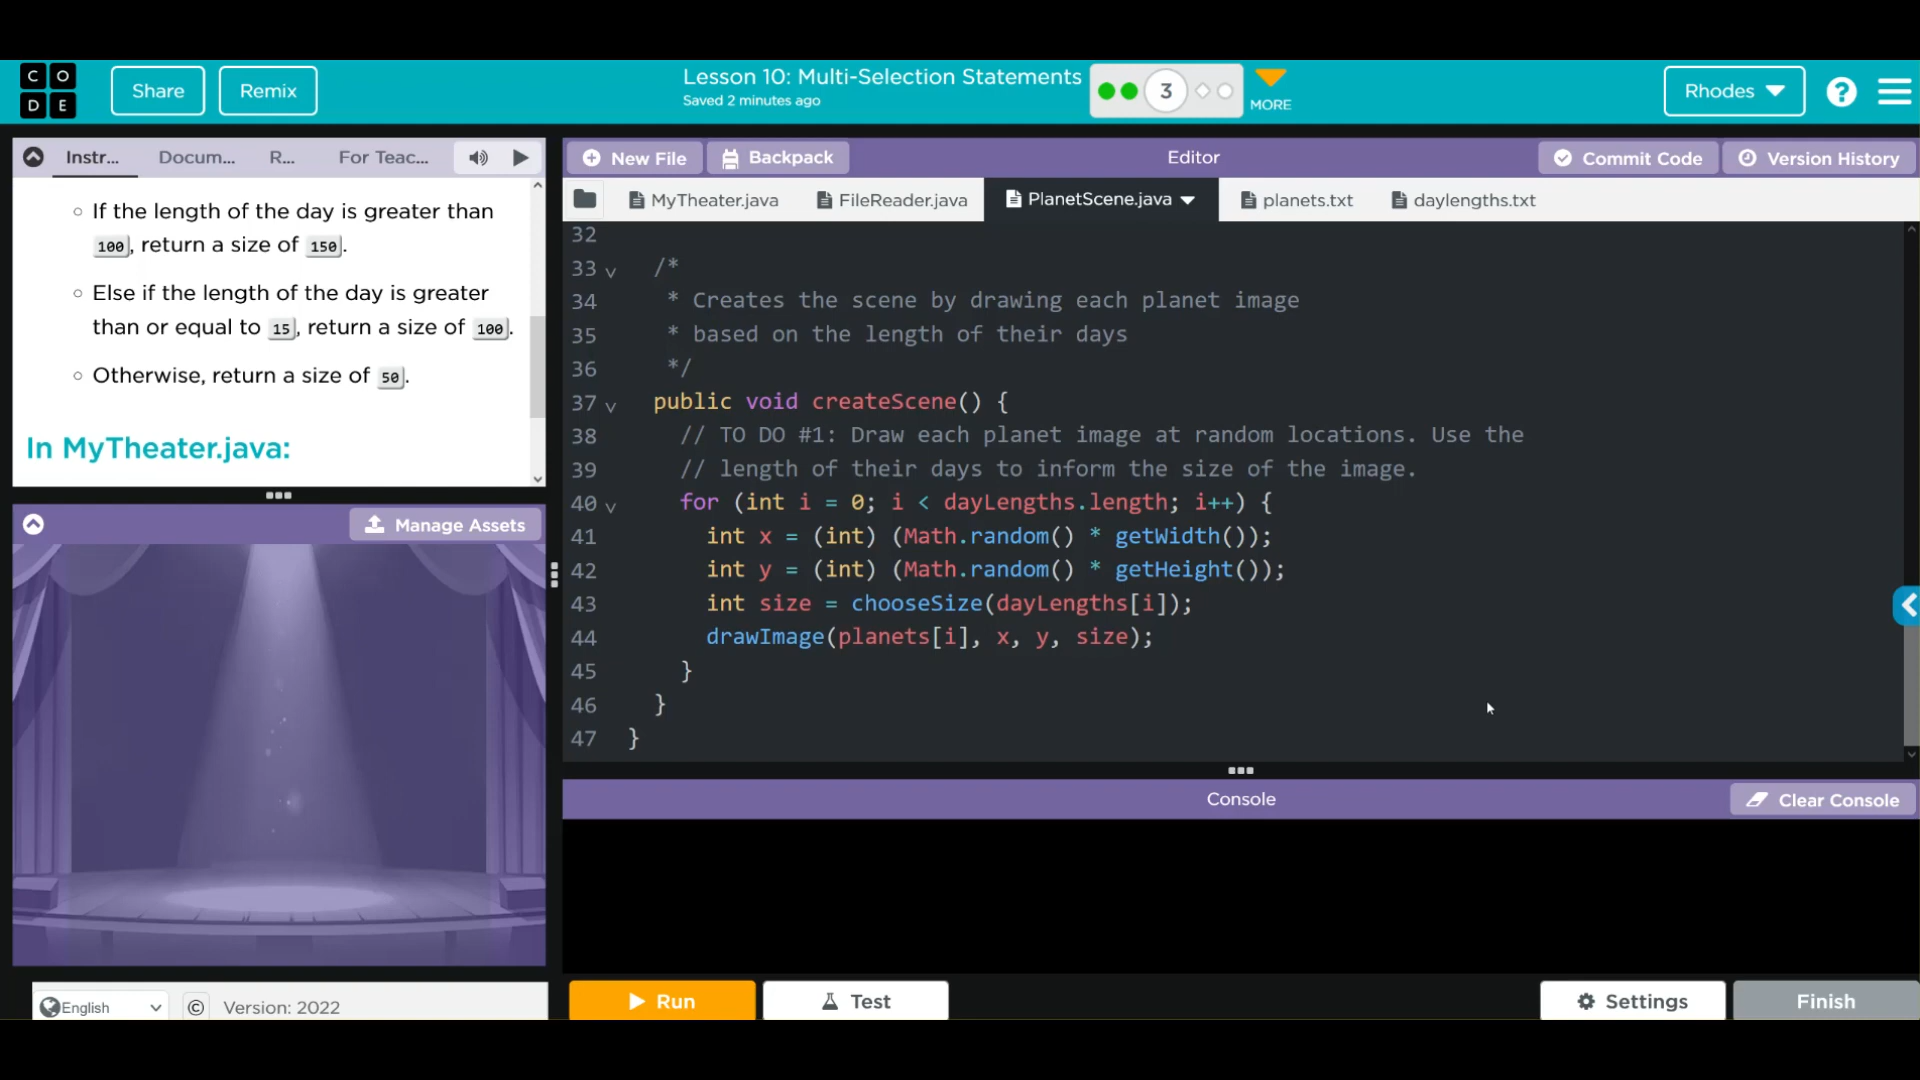 C O D E
Share
Remix
Lesson 10: Multi-Selection Statements
Saved 2 minutes ago
3
MORE
Rhodes
?
Instr...
Docum...
R...
For Teac...
If the length of the day is greater than
100, return a size of 150.
Else if the length of the day is greater
than or equal to 15, return a size of 100.
Otherwise, return a size of 50.
In MyTheater.java:
Manage Assets
English
© Version: 2022
New File
Backpack
Editor
Commit Code
Version History
MyTheater.java
FileReader.java
PlanetScene.java
planets.txt
daylengths.txt
32
33 /*
34 * Creates the scene by drawing each planet image
35 * based on the length of their days
36 */
37 public void createScene() {
38 // TO DO #1: Draw each planet image at random locations. Use the
39 // length of their days to inform the size of the image.
40 for (int i = 0; i < dayLengths.length; i++) {
41 int x = (int) (Math.random() * getWidth());
42 int y = (int) (Math.random() * getHeight());
43 int size = chooseSize(dayLengths[i]);
44 drawImage(planets[i], x, y, size);
45 }
46 }
47 }
Console
Clear Console
Run
Test
Settings
Finish